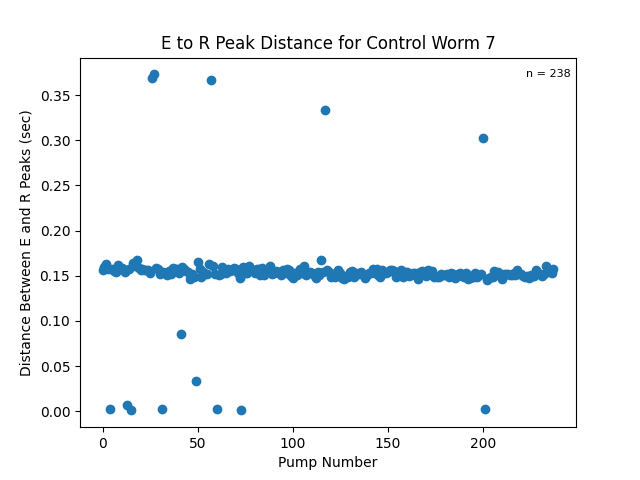 E to R Peak Distance for Control Worm 7
n = 238
Distance Between E and R Peaks (sec)
0.35
0.30
0.25
0.20
0.15
0.10
0.05
0.00
0 50 100 150 200
Pump Number